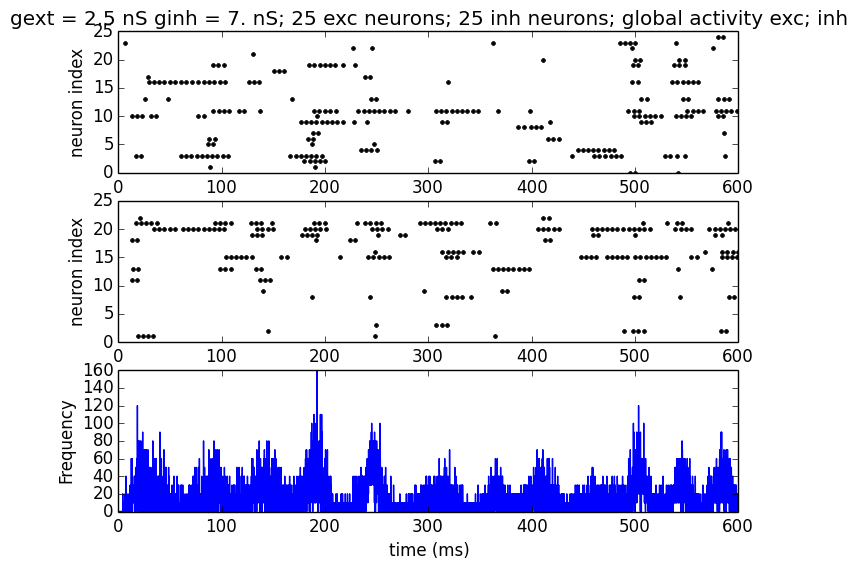 gext = 2.5 nS ginh = 7. nS; 25 exc neurons; 25 inh neurons; global activity exc; inh
25
20
15
10
5
0
neuron index
0 100 200 300 400 500 600
25
20
15
10
5
0
neuron index
0 100 200 300 400 500 600
160
140
120
100
80
60
40
20
0
Frequency
0 100 200 300 400 500 600
time (ms)